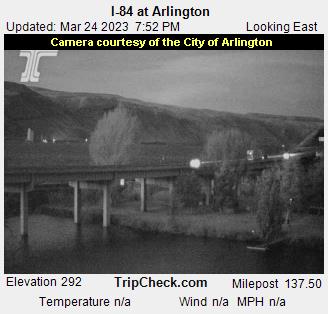 I-84 at Arlington
Updated: Mar 24 2023 7:52 PM Looking East
Camera courtesy of the City of Arlington
Elevation 292 TripCheck.com Milepost 137.50
Temperature n/a Wind n/a MPH n/a